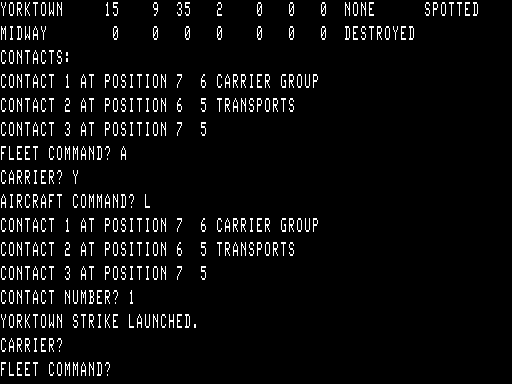 YORKTOWN     15   9  35   2   0   0   0  NONE      SPOTTED
MIDWAY        0   0   0   0   0   0   0  DESTROYED
CONTACTS:
CONTACT 1 AT POSITION 7  6 CARRIER GROUP
CONTACT 2 AT POSITION 6  5 TRANSPORTS
CONTACT 3 AT POSITION 7  5
FLEET COMMAND? A
CARRIER? Y
AIRCRAFT COMMAND? L
CONTACT 1 AT POSITION 7  6 CARRIER GROUP
CONTACT 2 AT POSITION 6  5 TRANSPORTS
CONTACT 3 AT POSITION 7  5
CONTACT NUMBER? 1
YORKTOWN STRIKE LAUNCHED.
CARRIER?
FLEET COMMAND?